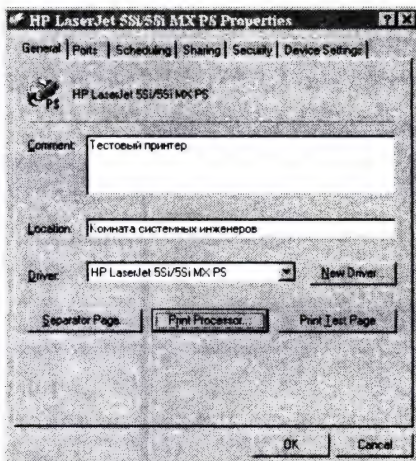 HP LaserJet 5Si/5Si MX PS Properties
General Ports Scheduling Sharing Security Device Settings
PS HP LaserJet 5Si/5Si MX PS
Comment: Тестовый принтер
Location: Комната системных инженеров
Driver: HP LaserJet 5Si/5Si MX PS New Driver...
Separator Page... Print Processor... Print Test Page
OK Cancel